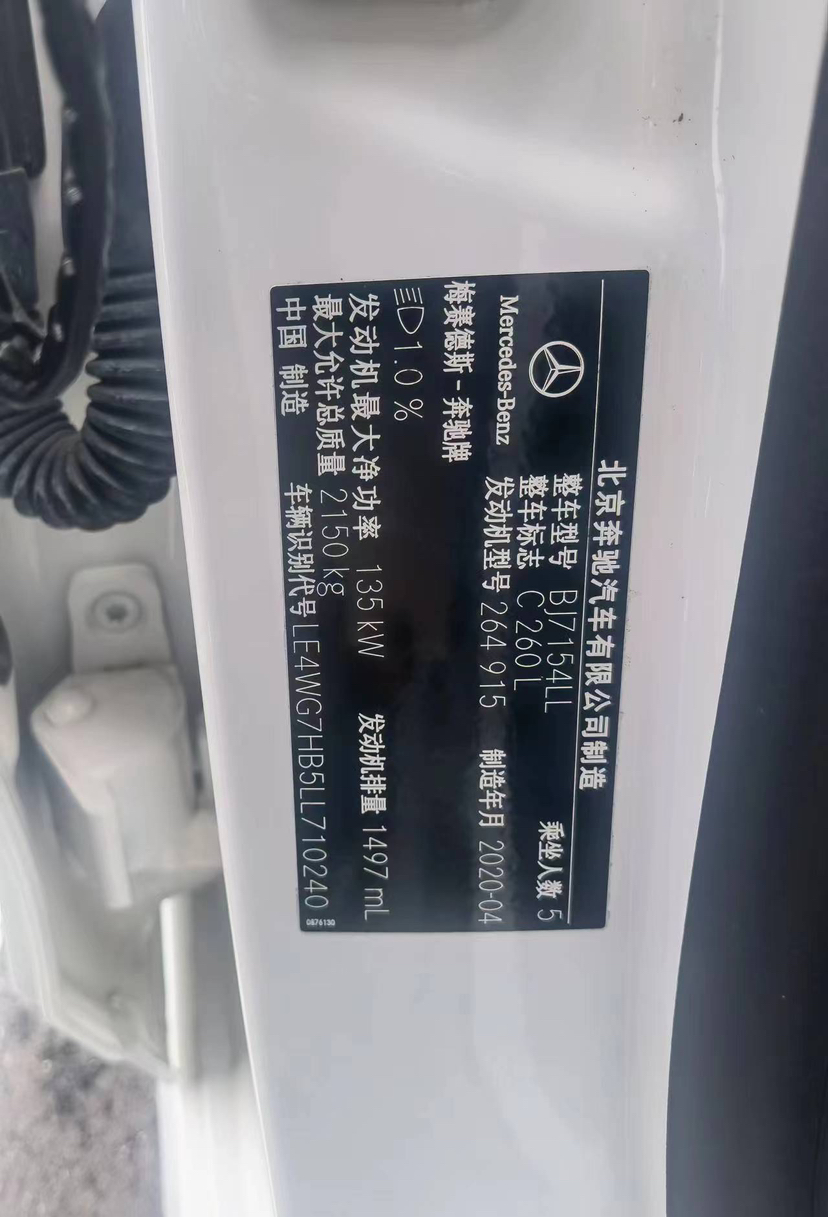 北京奔驰汽车有限公司制造
整车型号 BJ7154LL
整车标志 C 260 L 乘坐人数 5
Mercedes-Benz 发动机型号 264 915 制造年月 2020-04
梅赛德斯-奔驰牌
1.0 %
发动机最大净功率 135 kW 发动机排量 1497 mL
最大允许总质量 2150 kg
中国 制造 车辆识别代号 LE4WG7HB5LL710240
0876130